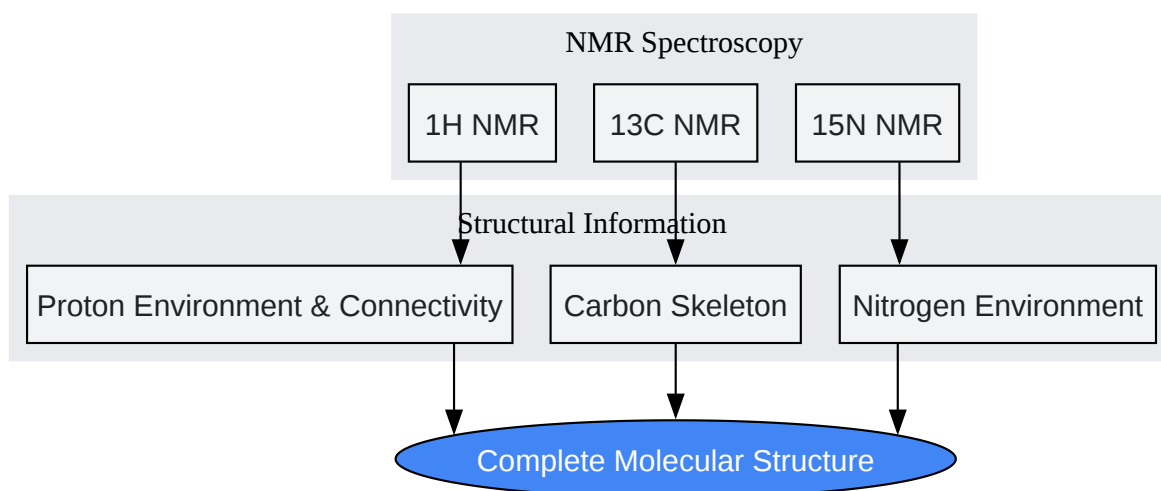 NMR Spectroscopy
1H NMR
13C NMR
15N NMR
Structural Information
Proton Environment & Connectivity
Carbon Skeleton
Nitrogen Environment
Complete Molecular Structure